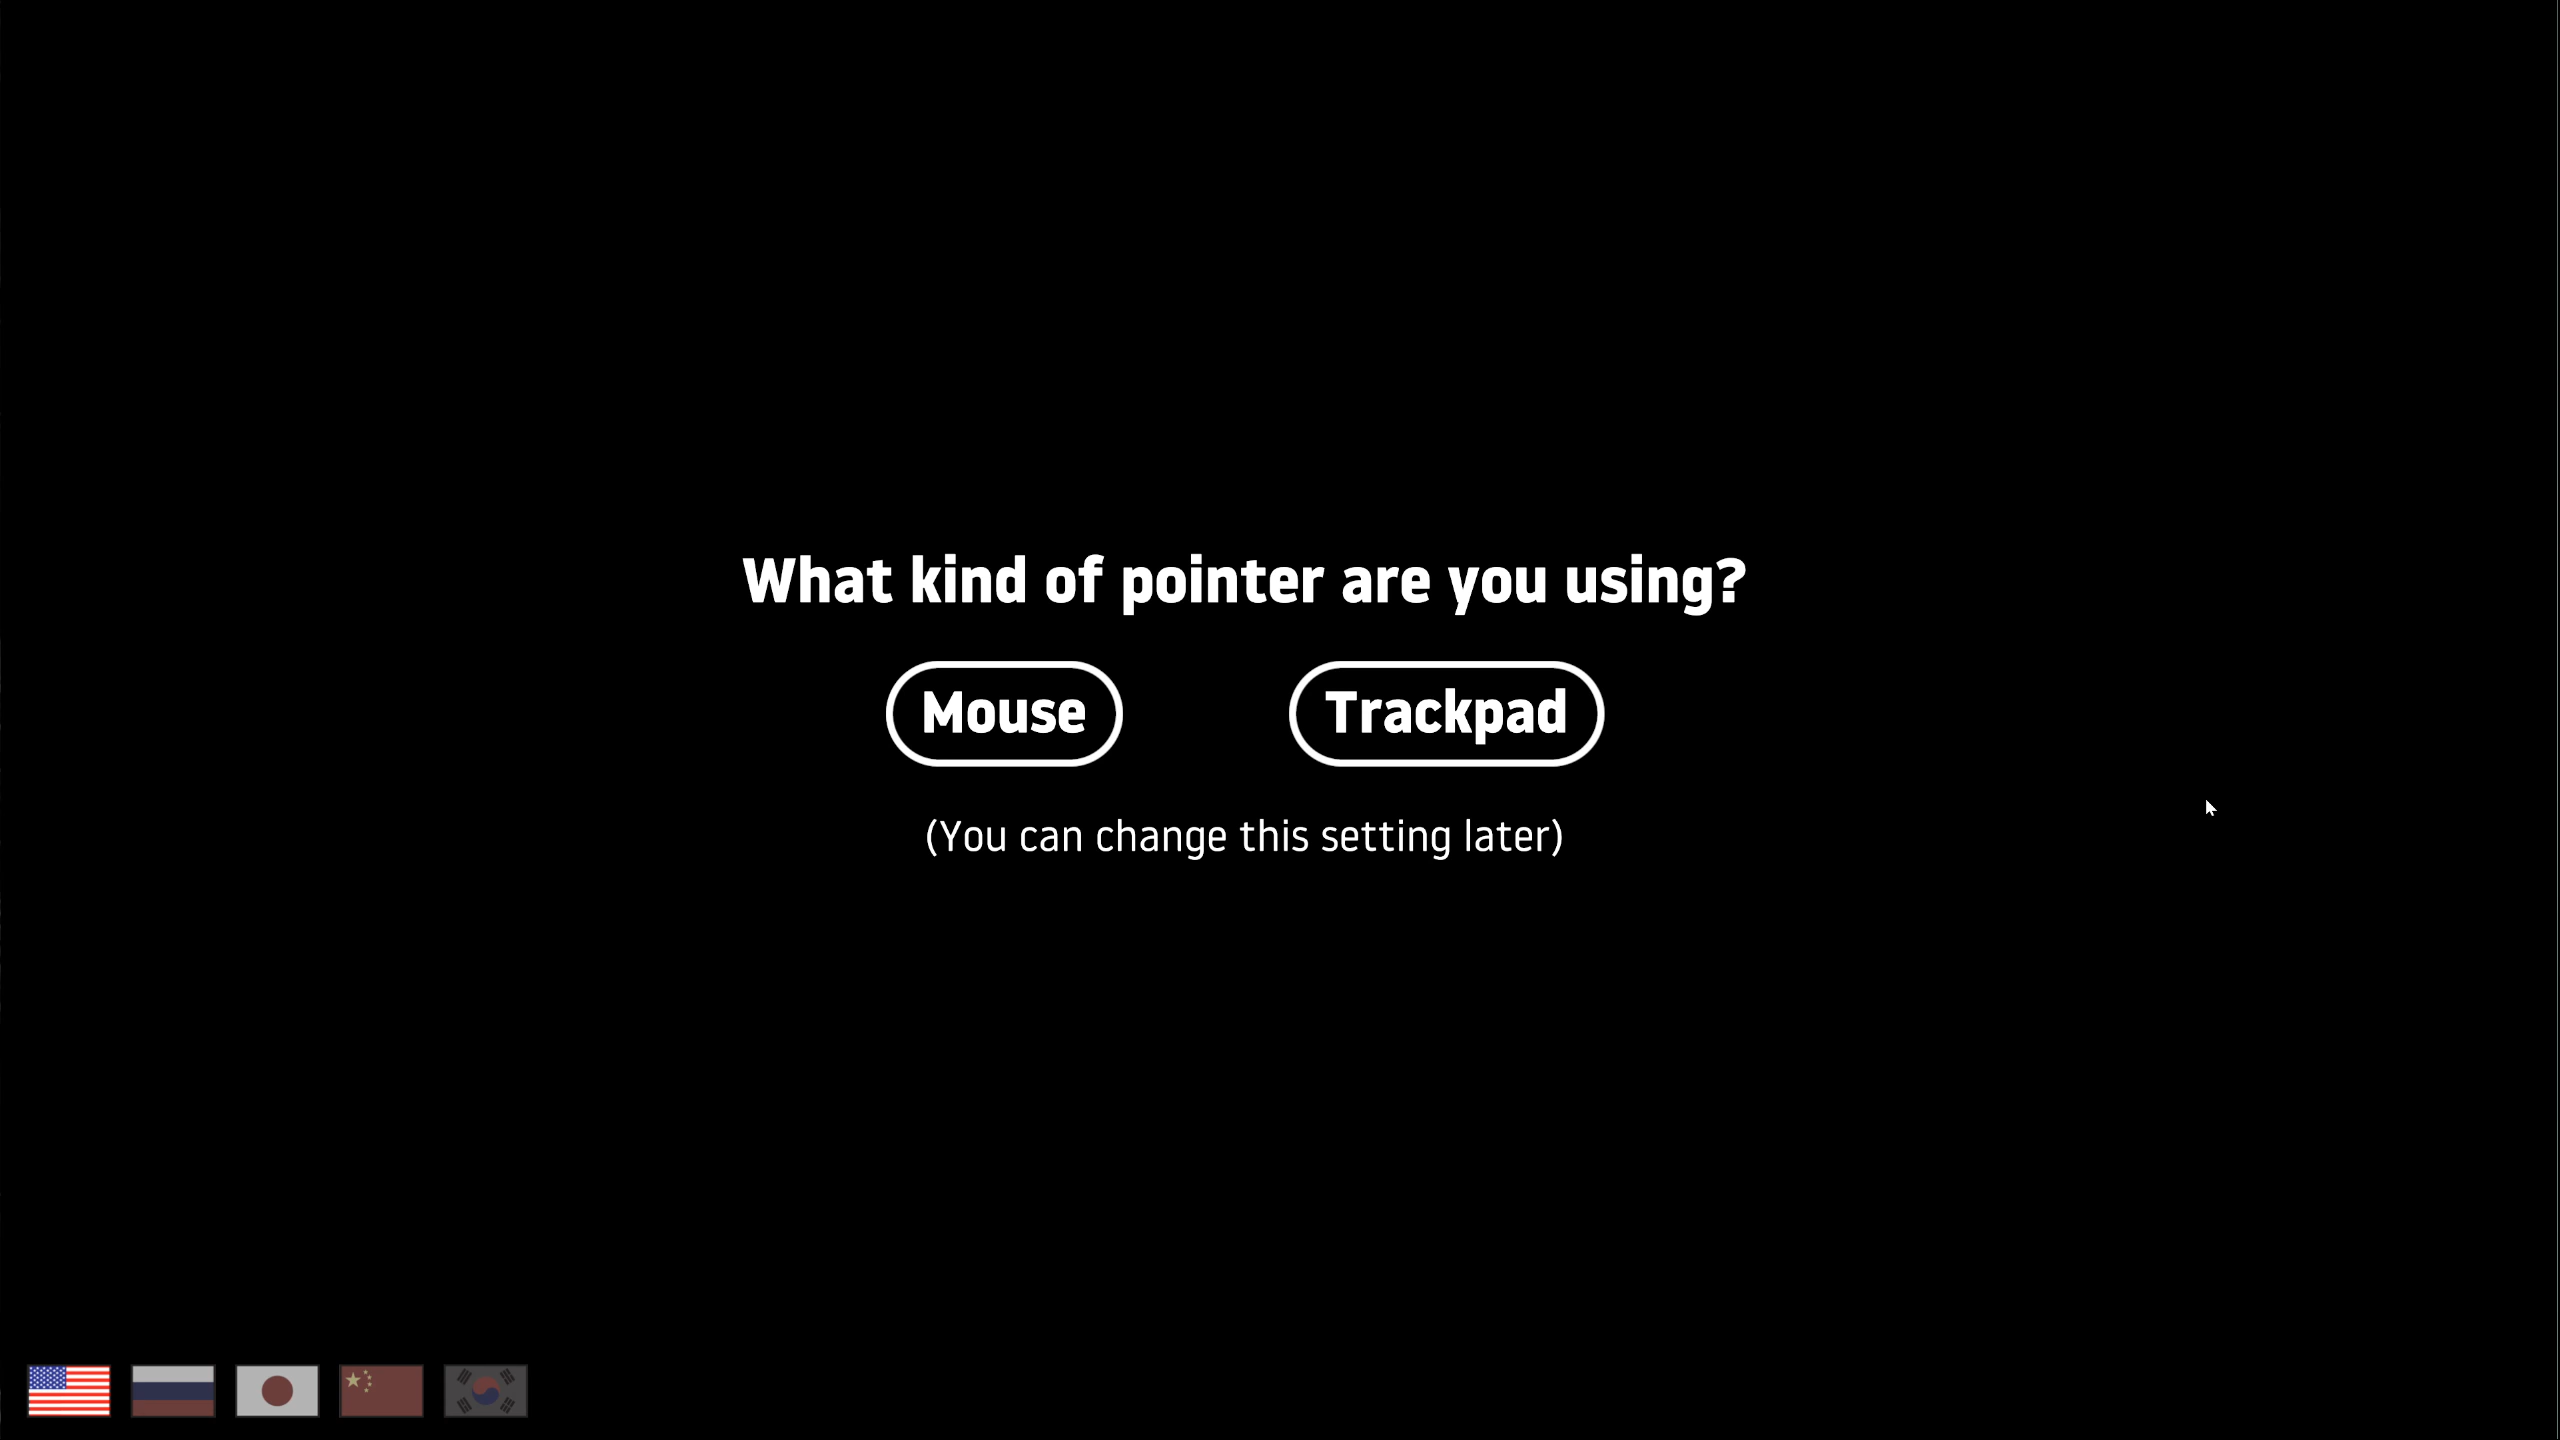 What kind of pointer are you using?
Mouse
Trackpad
(You can change this setting later)